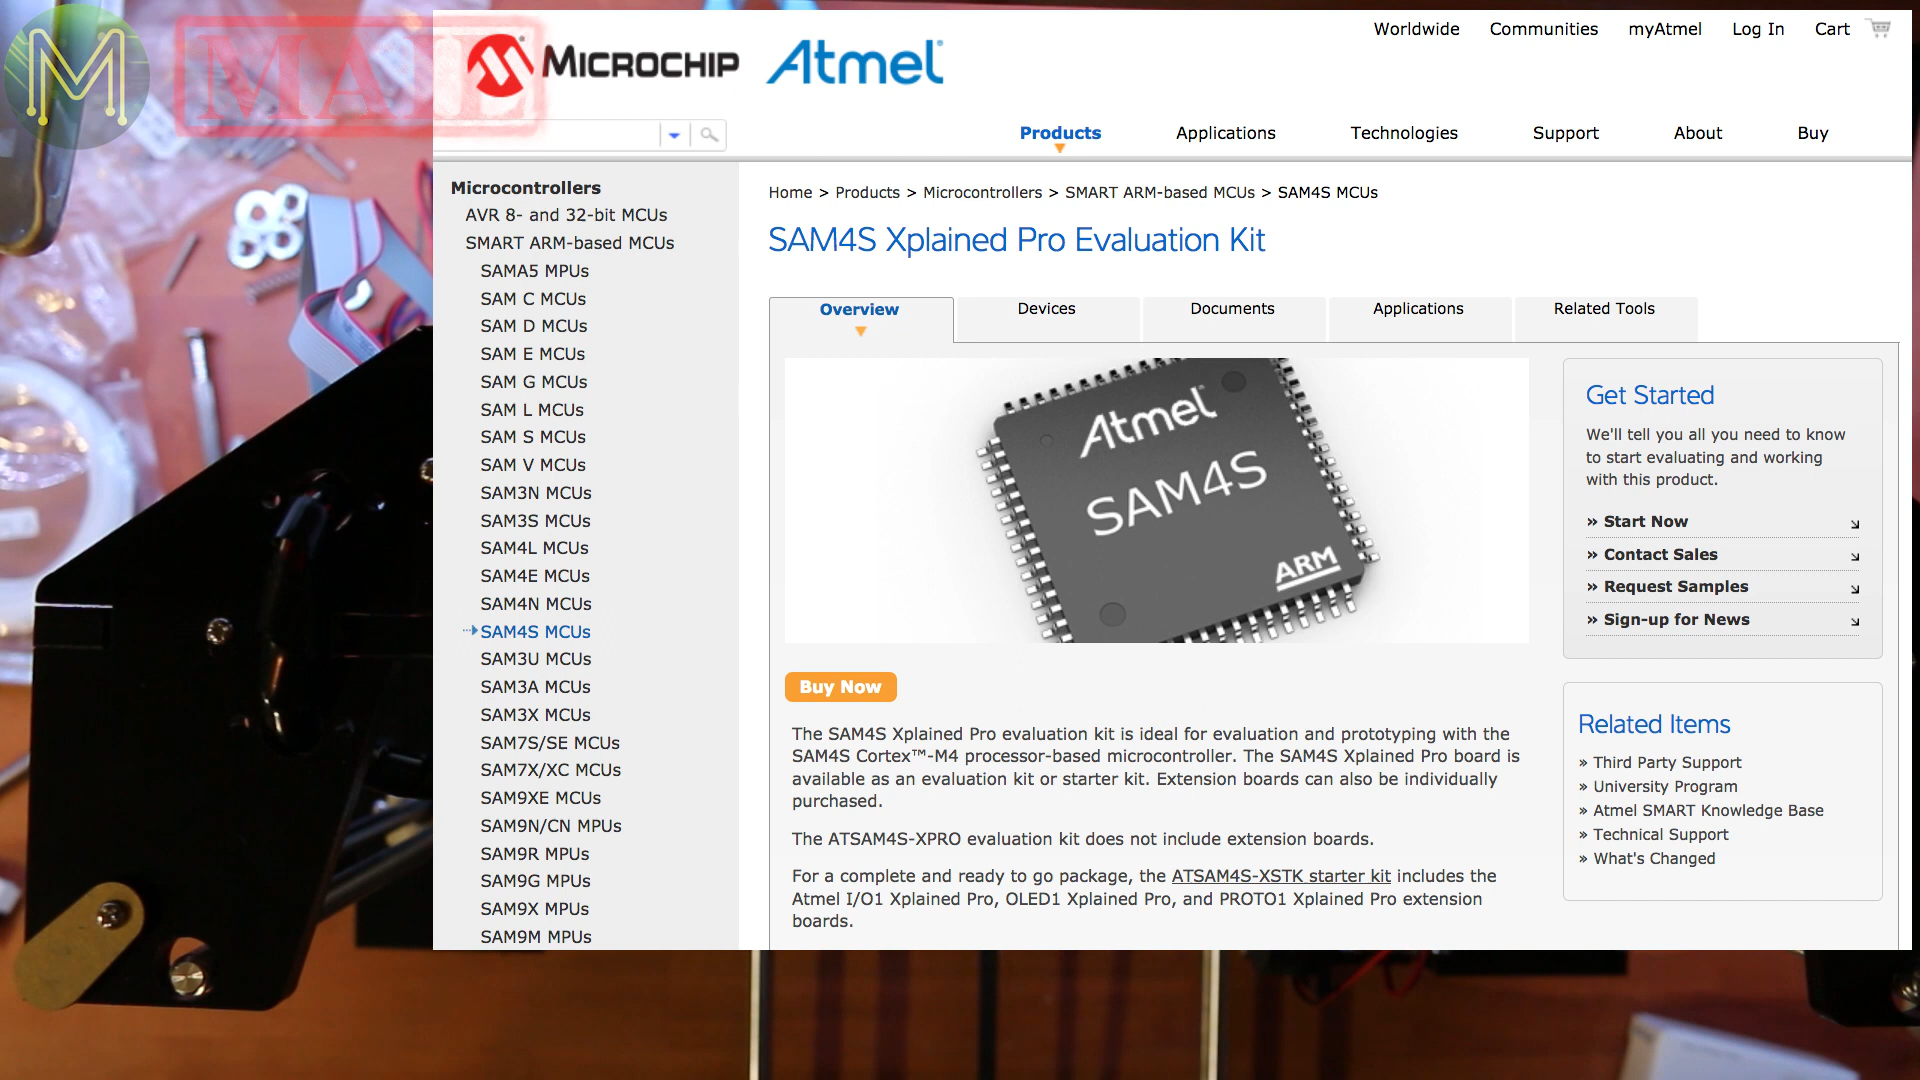 M
MAIL
MICROCHIP
Atmel
Worldwide Communities myAtmel Log In Cart
Products Applications Technologies Support About Buy
Microcontrollers
AVR 8- and 32-bit MCUs
SMART ARM-based MCUs
SAMA5 MPUs
SAM C MCUs
SAM D MCUs
SAM E MCUs
SAM G MCUs
SAM L MCUs
SAM S MCUs
SAM V MCUs
SAM3N MCUs
SAM3S MCUs
SAM4L MCUs
SAM4E MCUs
SAM4N MCUs
SAM4S MCUs
SAM3U MCUs
SAM3A MCUs
SAM3X MCUs
SAM7S/SE MCUs
SAM7X/XC MCUs
SAM9XE MCUs
SAM9N/CN MPUs
SAM9R MPUs
SAM9G MPUs
SAM9X MPUs
SAM9M MPUs
Home > Products > Microcontrollers > SMART ARM-based MCUs > SAM4S MCUs
SAM4S Xplained Pro Evaluation Kit
Overview Devices Documents Applications Related Tools
Atmel
SAM4S
ARM
Buy Now
The SAM4S Xplained Pro evaluation kit is ideal for evaluation and prototyping with the
SAM4S Cortex™-M4 processor-based microcontroller. The SAM4S Xplained Pro board is
available as an evaluation kit or starter kit. Extension boards can also be individually
purchased.
The ATSAM4S-XPRO evaluation kit does not include extension boards.
For a complete and ready to go package, the ATSAM4S-XSTK starter kit includes the
Atmel I/O1 Xplained Pro, OLED1 Xplained Pro, and PROTO1 Xplained Pro extension
boards.
Get Started
We'll tell you all you need to know
to start evaluating and working
with this product.
» Start Now
» Contact Sales
» Request Samples
» Sign-up for News
Related Items
» Third Party Support
» University Program
» Atmel SMART Knowledge Base
» Technical Support
» What's Changed